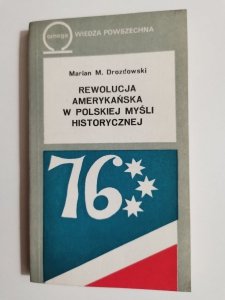 omega
WIEDZA POWSZECHNA
Marian M. Drozdowski
REWOLUCJA
AMERYKAŃSKA
W POLSKIEJ MYŚLI
HISTORYCZNEJ
76